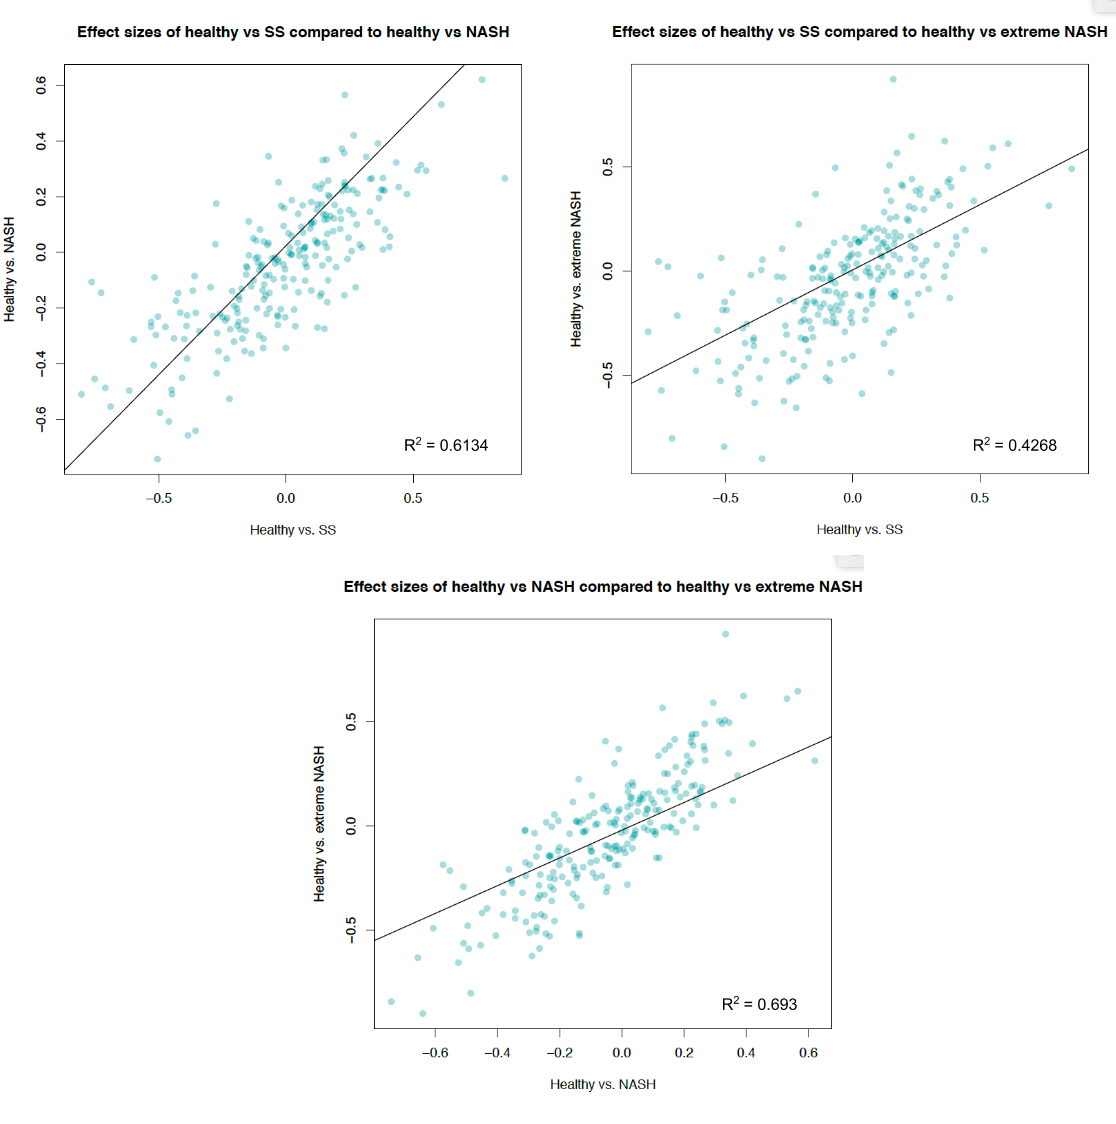 Effect sizes of healthy vs SS compared to healthy vs NASH
Healthy vs. NASH
0.6
0.4
0.2
0.0
−0.2
−0.4
−0.6
R² = 0.6134
−0.5 0.0 0.5
Healthy vs. SS
Effect sizes of healthy vs SS compared to healthy vs extreme NASH
Healthy vs. extreme NASH
0.5
0.0
−0.5
R² = 0.4268
−0.5 0.0 0.5
Healthy vs. SS
Effect sizes of healthy vs NASH compared to healthy vs extreme NASH
Healthy vs. extreme NASH
0.5
0.0
−0.5
R² = 0.693
−0.6 −0.4 −0.2 0.0 0.2 0.4 0.6
Healthy vs. NASH